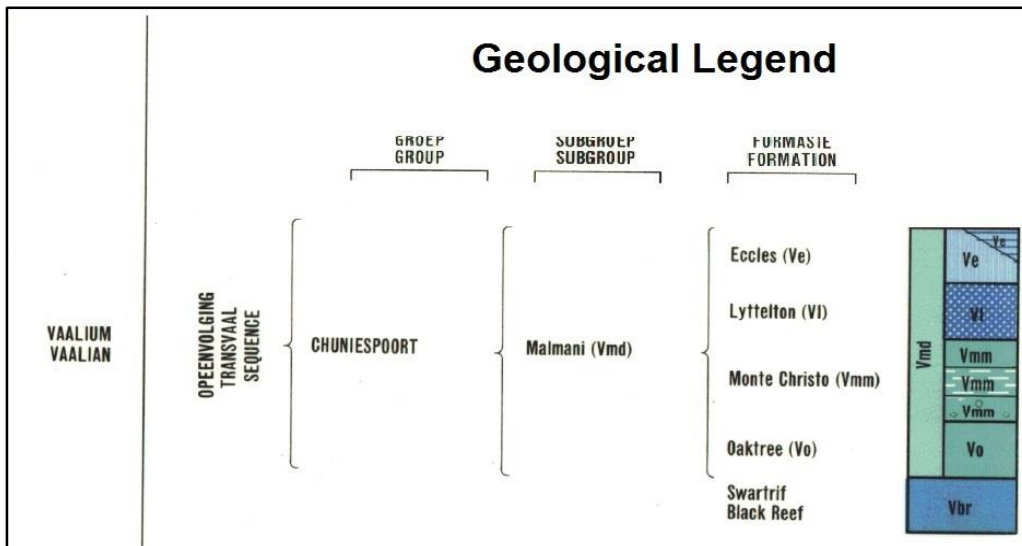 Geological Legend
GROEP
GROUP
SUBGROEP
SUBGROUP
FORMASIE
FORMATION
VAALIUM
VAALIAN
OPEENVOLGING
TRANSVAAL
SEQUENCE
CHUNIESPOORT
Malmani (Vmd)
Eccles (Ve)
Lyttelton (Vl)
Monte Christo (Vmm)
Oaktree (Vo)
Swartrif
Black Reef
Vmd
Ve
Ve
Vl
Vmm
Vmm
Vmm
Vo
Vbr